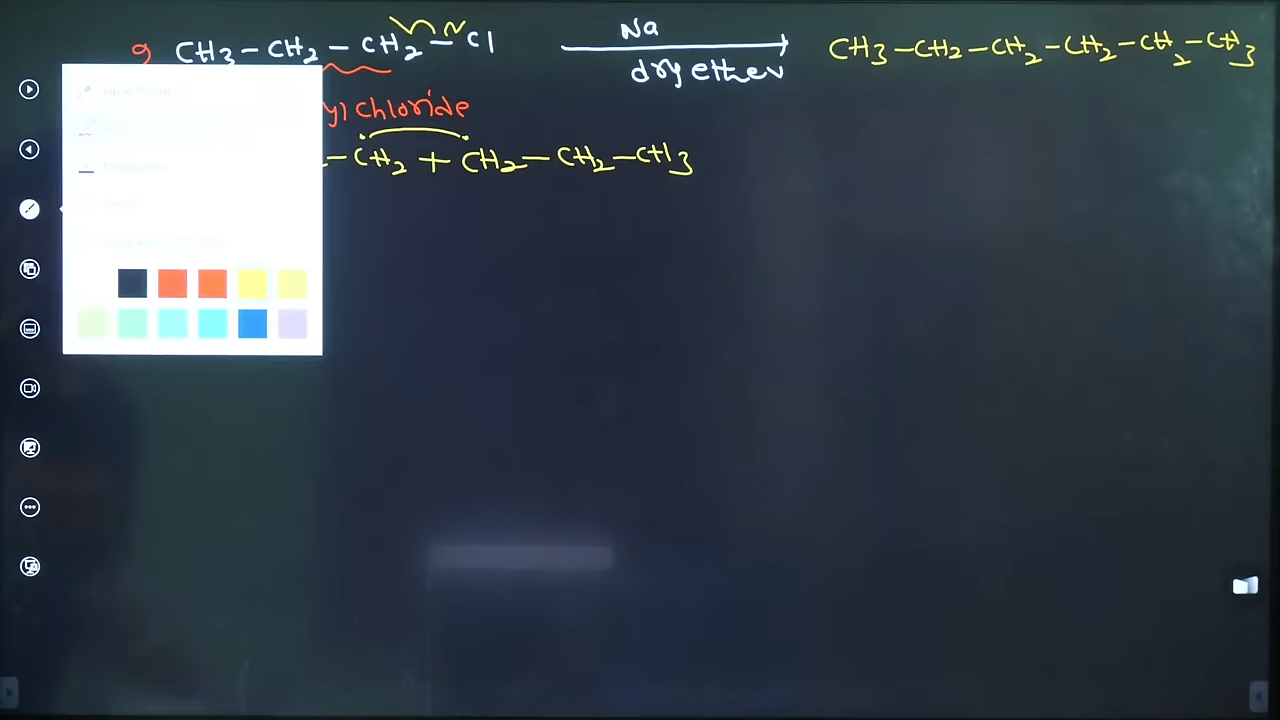 9 CH3 - CH2 - CH2 - Cl Na dry ether CH3 - CH2 - CH2 - CH2 - CH2 - CH3
yl chloride
- CH2 + CH2 - CH2 - CH3